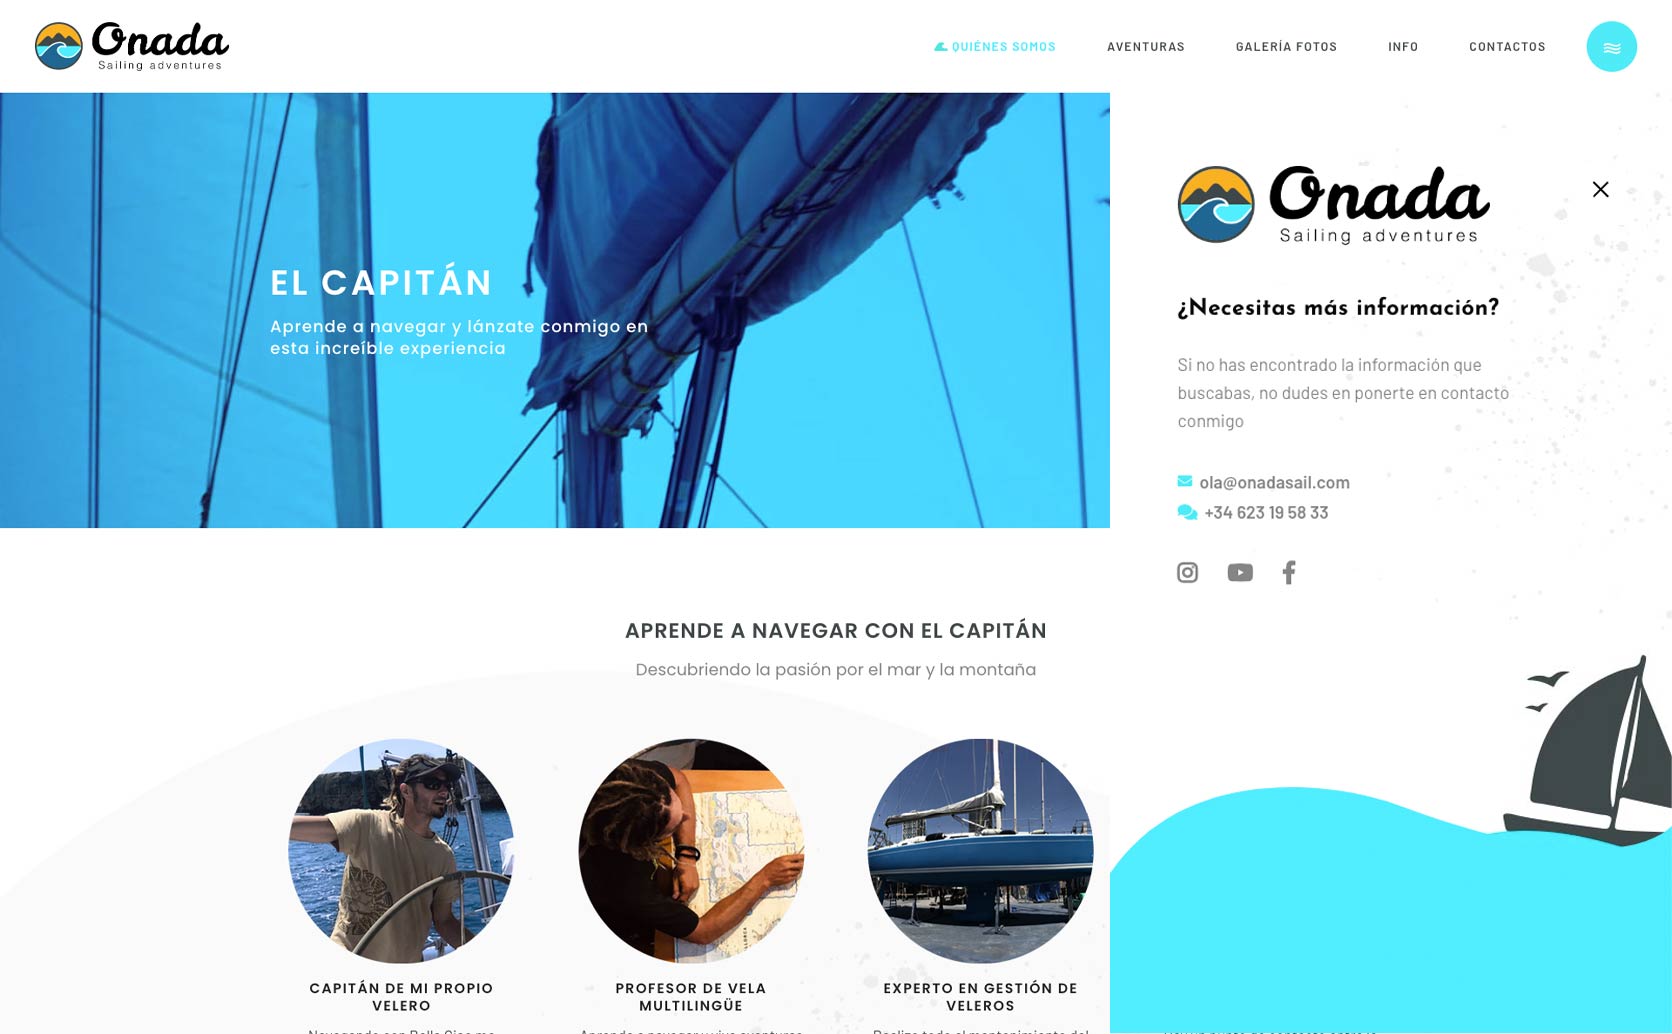 Onada
Sailing adventures
QUIÉNES SOMOS
AVENTURAS
GALERÍA FOTOS
INFO
CONTACTOS
EL CAPITÁN
Aprende a navegar y lánzate conmigo en
esta increíble experiencia
Onada
Sailing adventures
¿Necesitas más información?
Si no has encontrado la información que
buscabas, no dudes en ponerte en contacto
conmigo
ola@onadasail.com
+34 623 19 58 33
APRENDE A NAVEGAR CON EL CAPITÁN
Descubriendo la pasión por el mar y la montaña
CAPITÁN DE MI PROPIO
VELERO
PROFESOR DE VELA
MULTILINGÜE
EXPERTO EN GESTIÓN DE
VELEROS